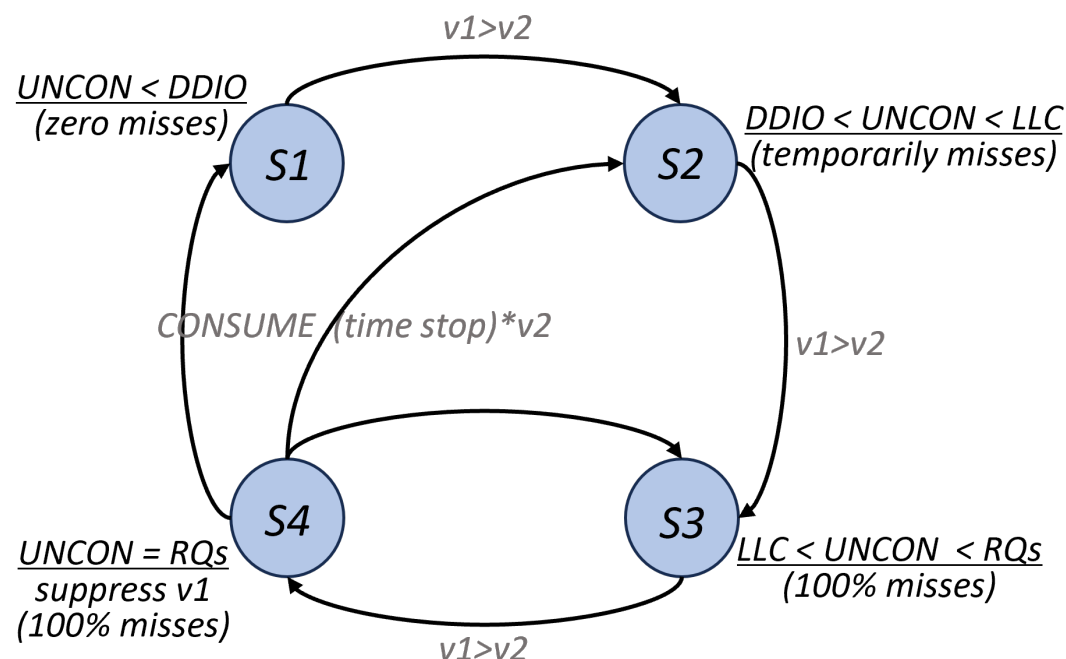 v1>v2
UNCON < DDIO
(zero misses)
S1
S2
DDIO < UNCON < LLC
(temporarily misses)
CONSUME (time stop)*v2
v1>v2
S4
S3
UNCON = RQs
suppress v1
(100% misses)
LLC < UNCON < RQs
(100% misses)
v1>v2